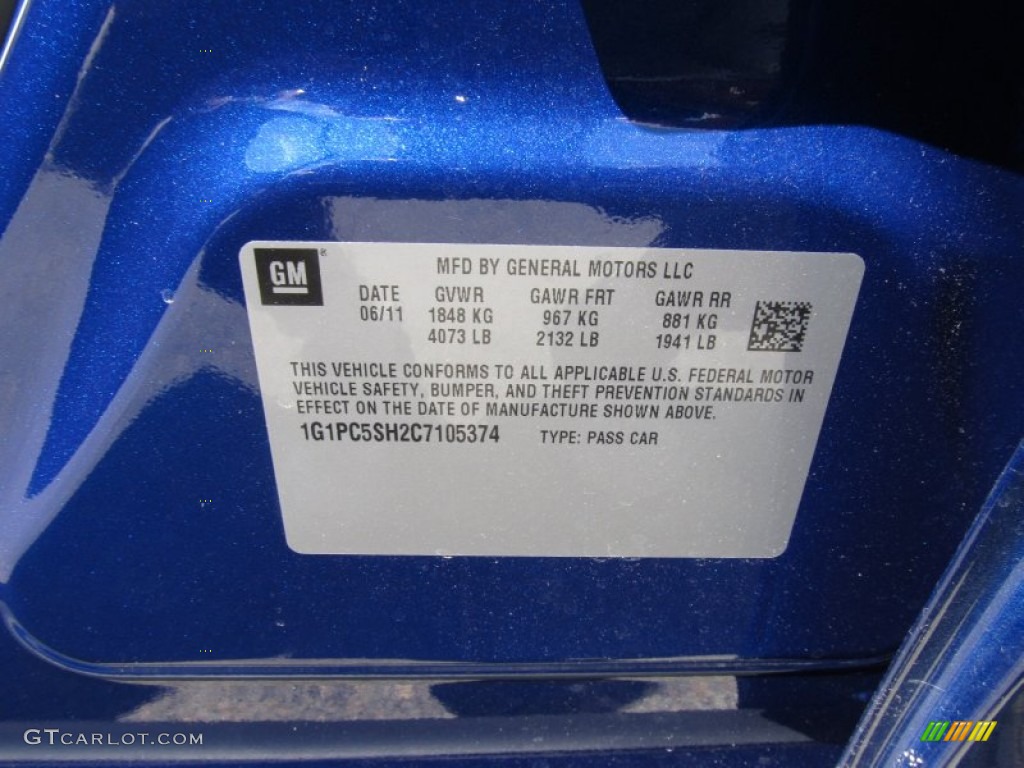 GM ®
MFD BY GENERAL MOTORS LLC
DATE GVWR GAWR FRT GAWR RR
06/11 1848 KG 967 KG 881 KG
4073 LB 2132 LB 1941 LB
THIS VEHICLE CONFORMS TO ALL APPLICABLE U.S. FEDERAL MOTOR
VEHICLE SAFETY, BUMPER, AND THEFT PREVENTION STANDARDS IN
EFFECT ON THE DATE OF MANUFACTURE SHOWN ABOVE.
1G1PC5SH2C7105374 TYPE: PASS CAR
GTCARLOT.COM